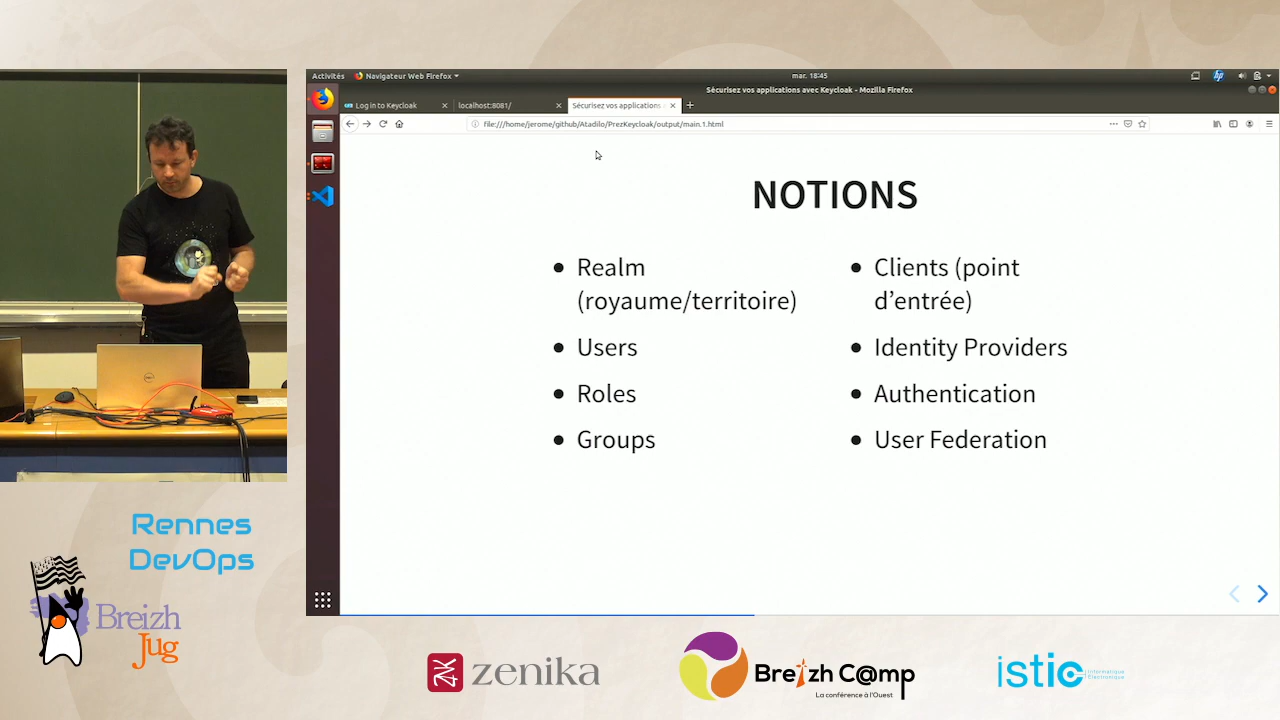 Activités
Navigateur Web Firefox
mar. 18:45
Sécurisez vos applications avec Keycloak - Mozilla Firefox
Log in to Keycloak
localhost:8081/
Sécurisez vos applications
file:///home/jerome/github/Atadilo/PrezKeycloak/output/main.1.html
NOTIONS
Realm
(royaume/territoire)
Users
Roles
Groups
Clients (point
d'entrée)
Identity Providers
Authentication
User Federation
Rennes
DevOps
Breizh
Jug
zenika
Breizh C@mp
La conférence à l'Ouest
istic
Informatique
Électronique